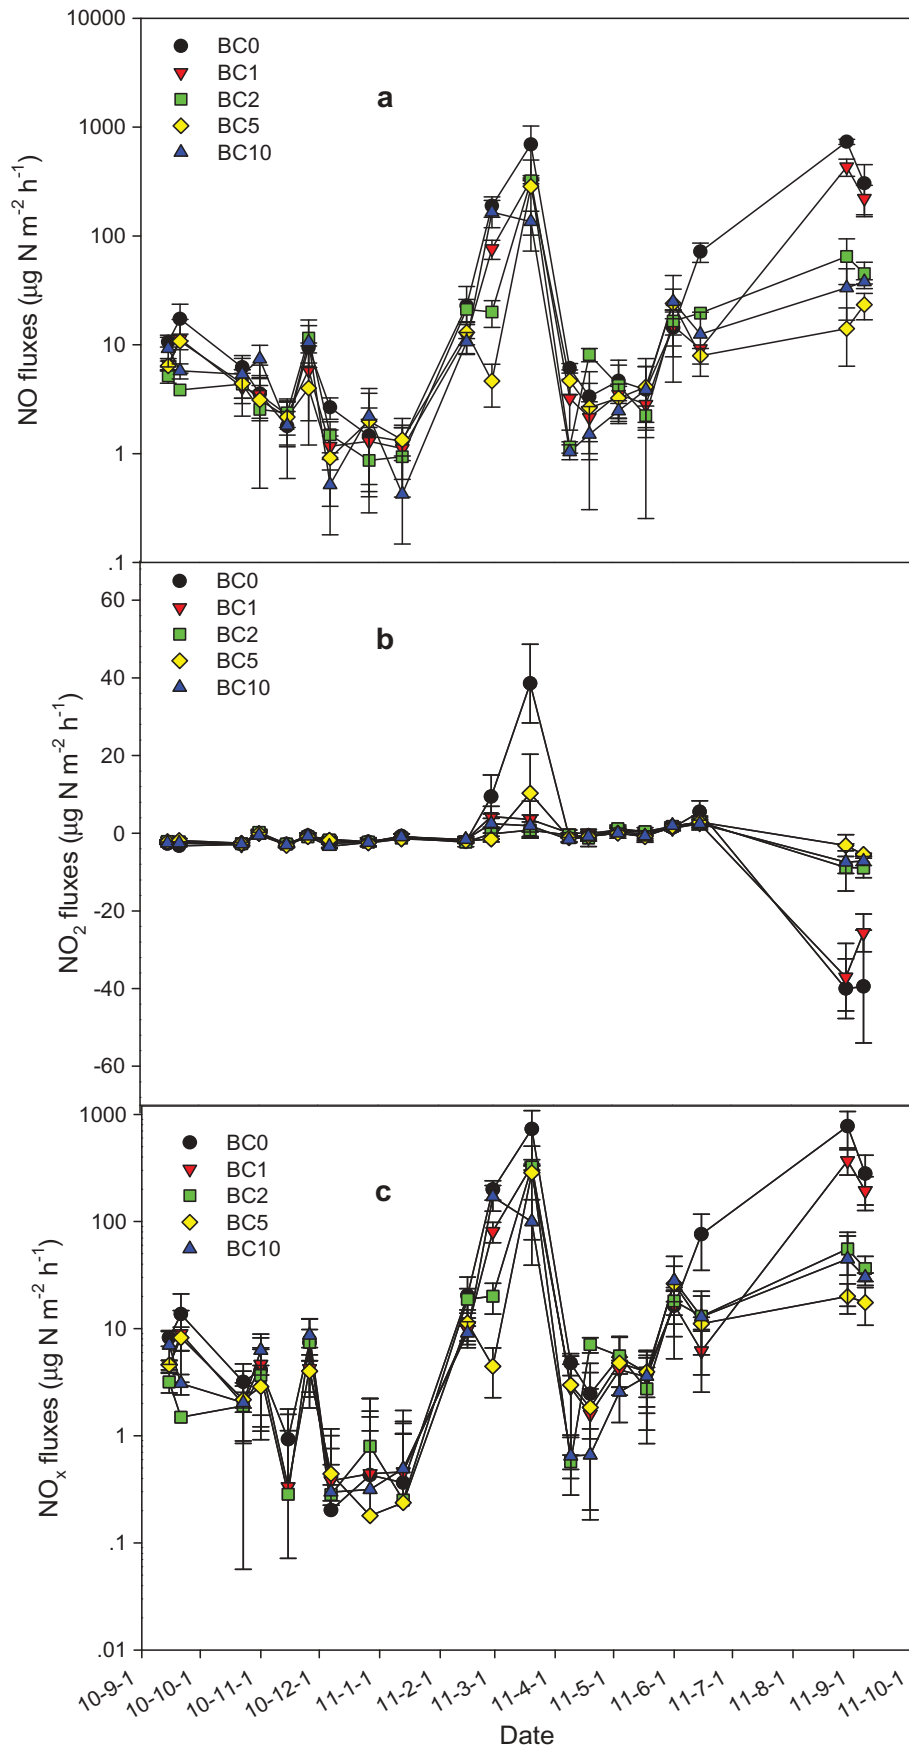 10000
1000
100
10
1
.1
NO fluxes (µg N m-2 h-1)
BC0
BC1
BC2
BC5
BC10
a
60
40
20
0
-20
-40
-60
NO2 fluxes (µg N m-2 h-1)
BC0
BC1
BC2
BC5
BC10
b
1000
100
10
1
.1
.01
NOx fluxes (µg N m-2 h-1)
BC0
BC1
BC2
BC5
BC10
c
10-9-1
10-10-1
10-11-1
10-12-1
11-1-1
11-2-1
11-3-1
11-4-1
11-5-1
11-6-1
11-7-1
11-8-1
11-9-1
11-10-1
Date